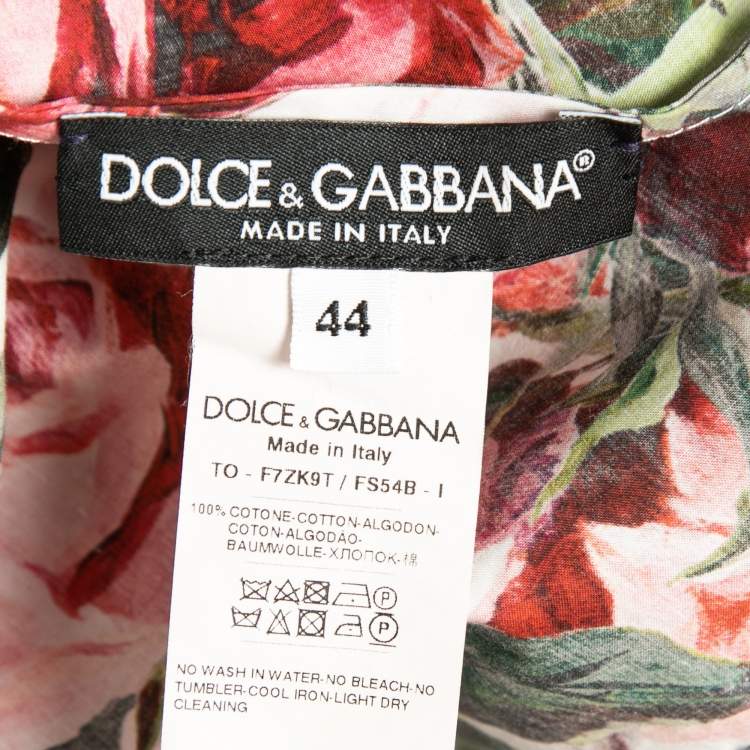 DOLCE & GABBANA®
MADE IN ITALY
44
DOLCE & GABBANA
Made in Italy
TO - F7ZK9T / FS54B - I
100% COTONE-COTTON-ALGODON-
COTON-ALGODÃO-
BAUMWOLLE-ХЛОПОК-棉
P
P
NO WASH IN WATER-NO BLEACH-NO
TUMBLER-COOL IRON-LIGHT DRY
CLEANING